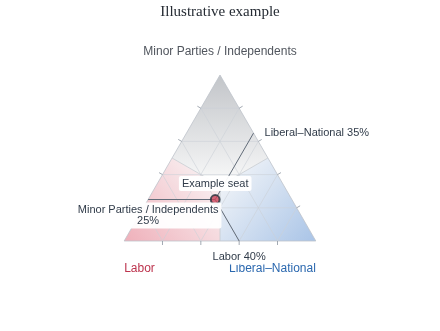 Illustrative example
Minor Parties / Independents
Liberal–National 35%
Example seat
Minor Parties / Independents
25%
Labor 40%
Labor
Liberal–National